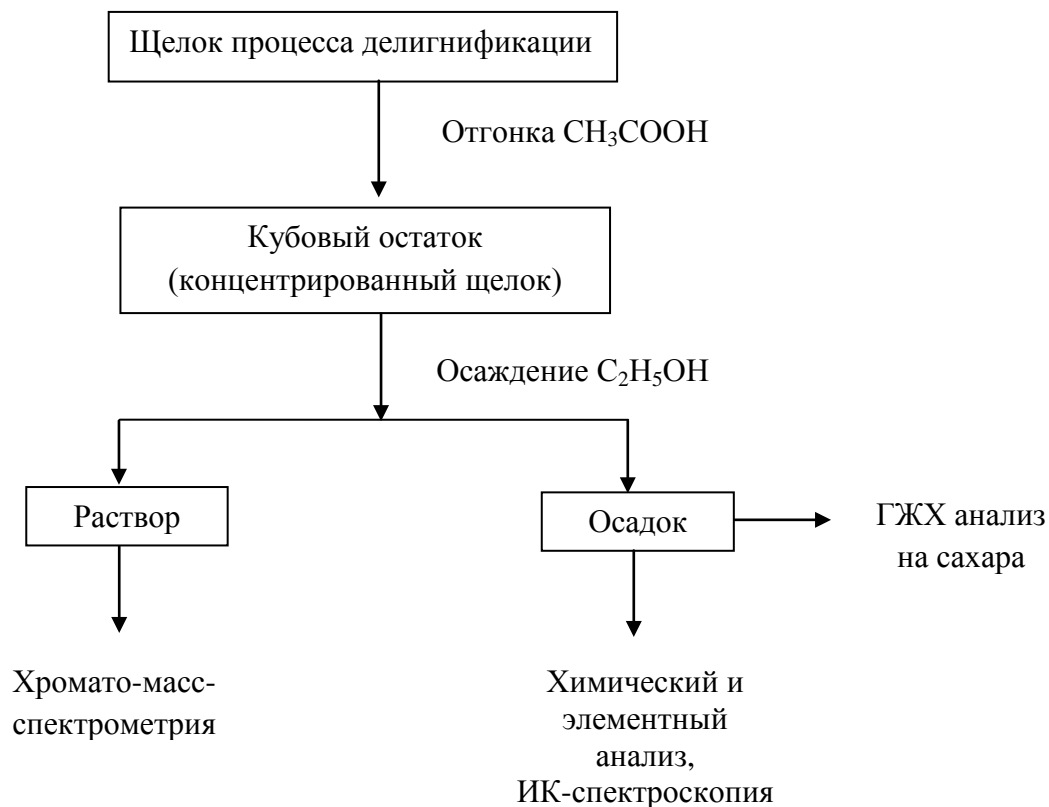 Щелок процесса делигнификации
Отгонка CH₃COOH
Кубовый остаток
(концентрированный щелок)
Осаждение C₂H₅OH
Раствор
Осадок
ГЖХ анализ
на сахара
Хромато-масс-
спектрометрия
Химический и
элементный
анализ,
ИК-спектроскопия